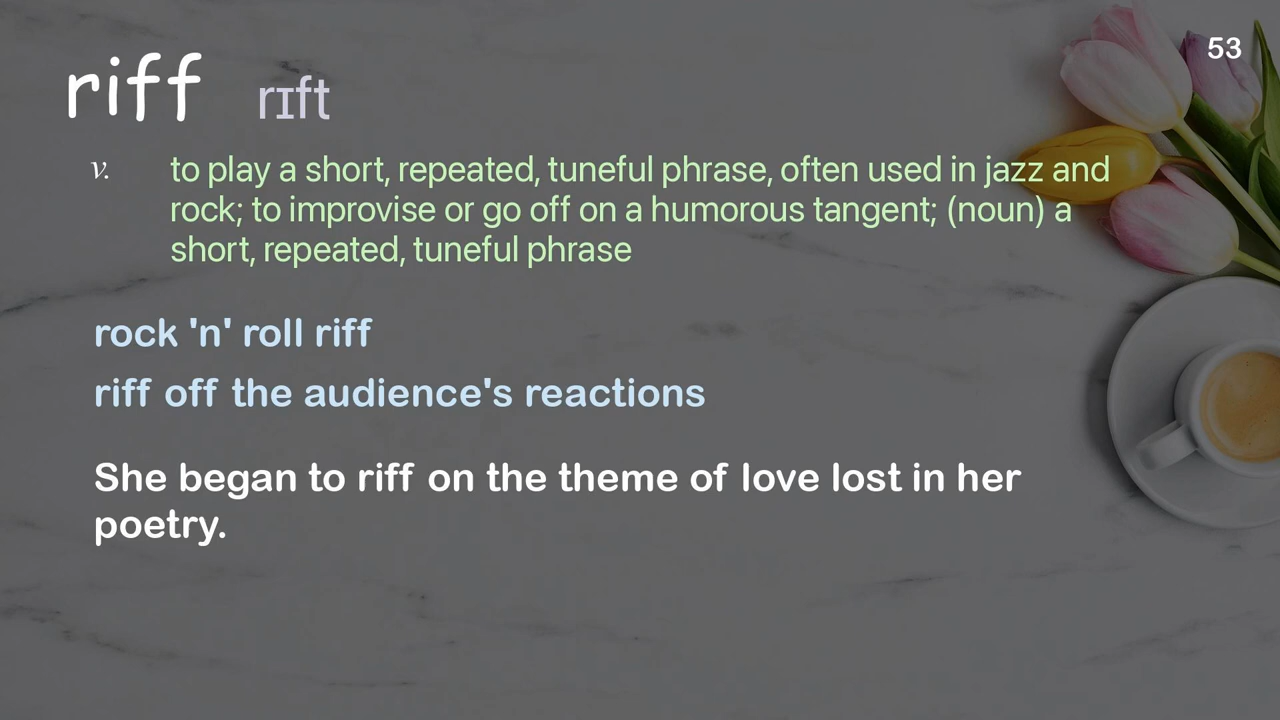 53
riff rɪft
v. to play a short, repeated, tuneful phrase, often used in jazz and
rock; to improvise or go off on a humorous tangent; (noun) a
short, repeated, tuneful phrase
rock 'n' roll riff
riff off the audience's reactions
She began to riff on the theme of love lost in her
poetry.